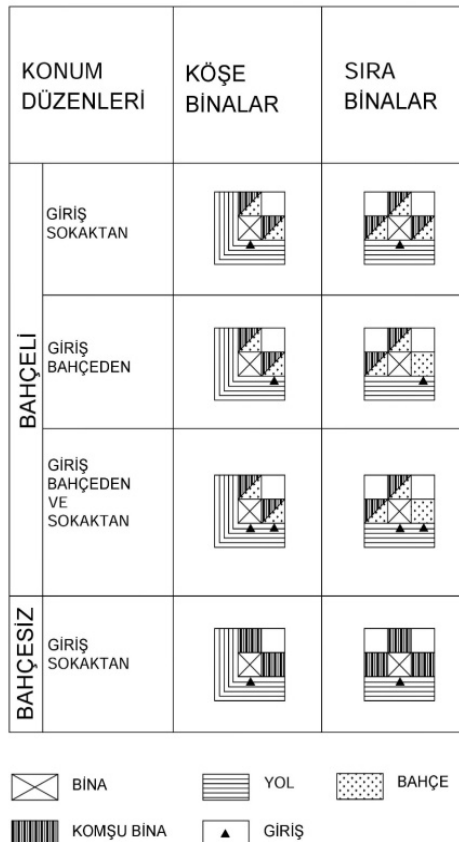 KONUM
DÜZENLERİ
KÖŞE
BİNALAR
SIRA
BİNALAR
BAHÇELİ
GİRİŞ
SOKAKTAN
GİRİŞ
BAHÇEDEN
GİRİŞ
BAHÇEDEN
VE
SOKAKTAN
BAHÇESİZ
GİRİŞ
SOKAKTAN
BİNA
YOL
BAHÇE
KOMŞU BİNA
GİRİŞ